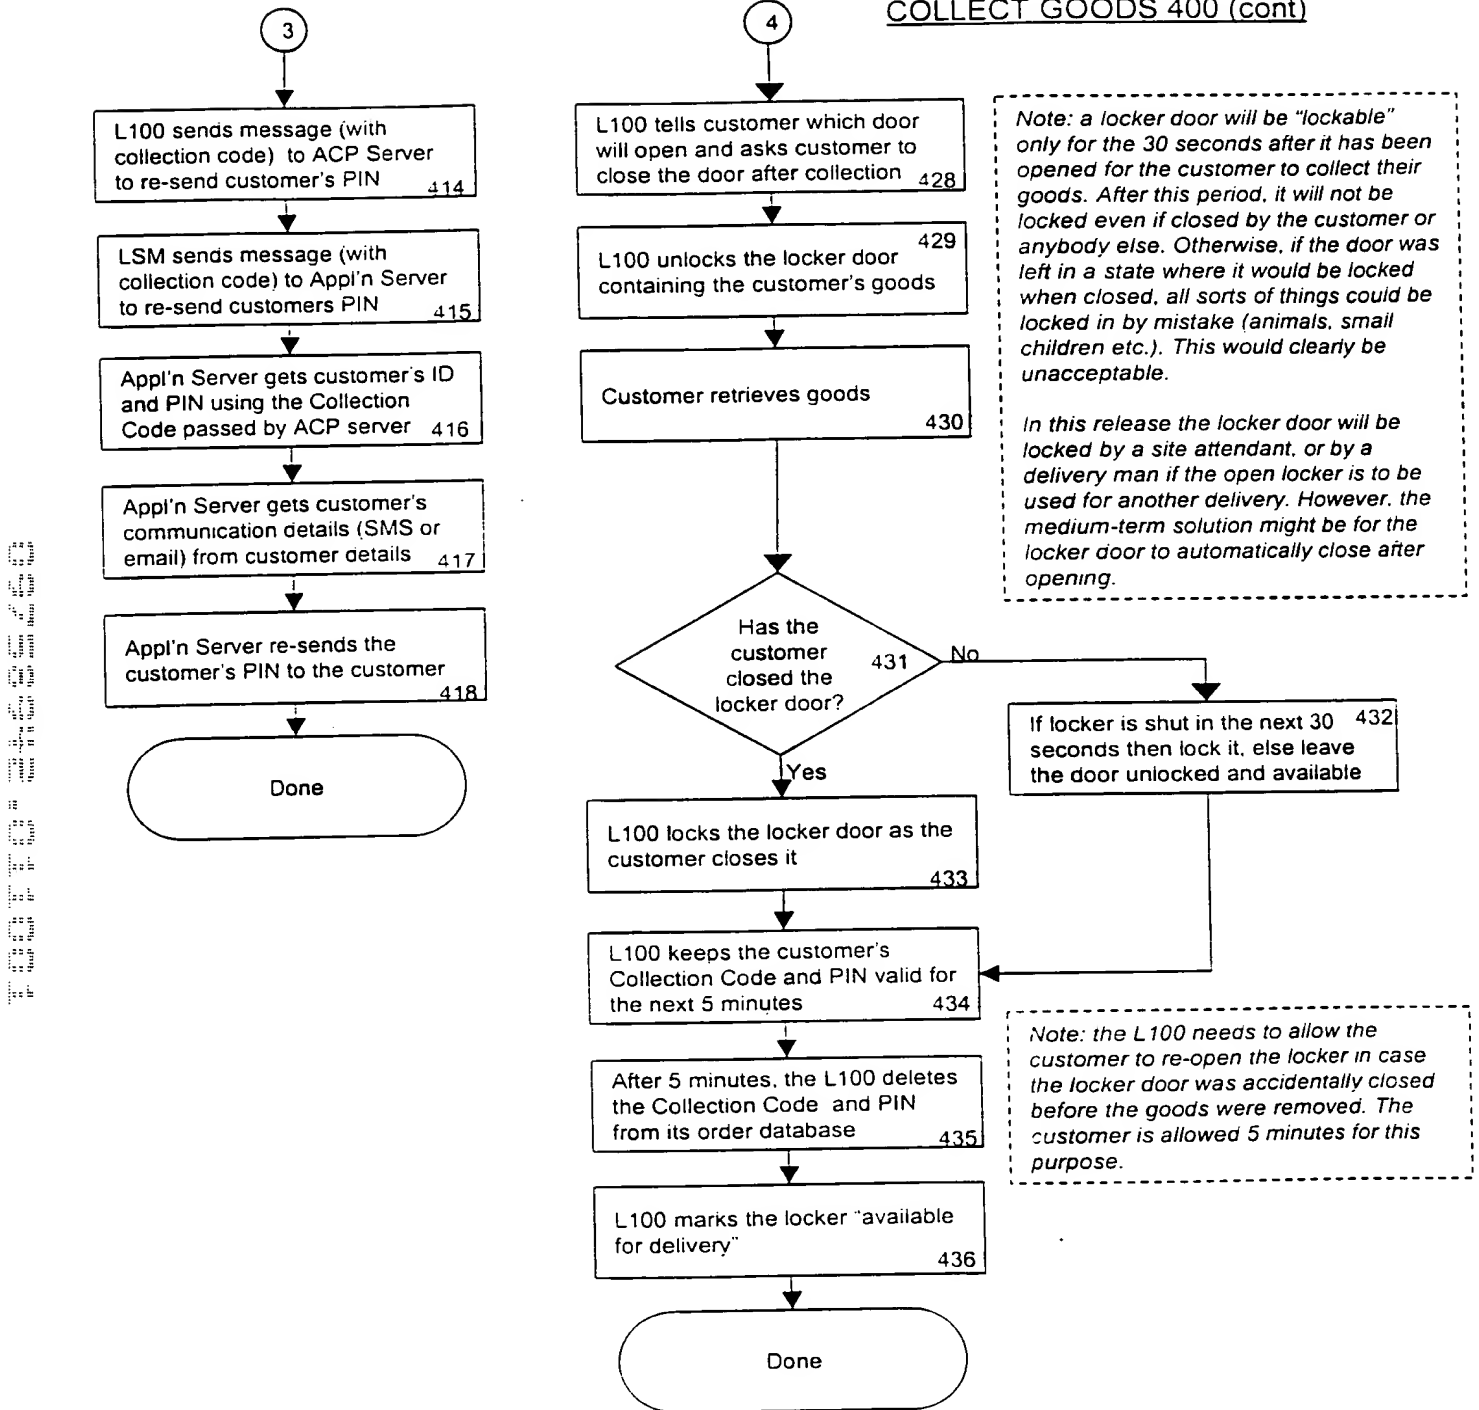 COLLECT GOODS 400 (cont)
3
L100 sends message (with
collection code) to ACP Server
to re-send customer's PIN
414
LSM sends message (with
collection code) to Appl'n Server
to re-send customers PIN
415
Appl'n Server gets customer's ID
and PIN using the Collection
Code passed by ACP server
416
Appl'n Server gets customer's
communication details (SMS or
email) from customer details
417
Appl'n Server re-sends the
customer's PIN to the customer
418
Done
4
L100 tells customer which door
will open and asks customer to
close the door after collection
428
429
L100 unlocks the locker door
containing the customer's goods
Customer retrieves goods
430
Has the
customer
closed the
locker door?
431
No
Yes
If locker is shut in the next 30
seconds then lock it, else leave
the door unlocked and available
432
L100 locks the locker door as the
customer closes it
433
L100 keeps the customer's
Collection Code and PIN valid for
the next 5 minutes
434
After 5 minutes, the L100 deletes
the Collection Code and PIN
from its order database
435
L100 marks the locker "available
for delivery"
436
Done
Note: a locker door will be "lockable"
only for the 30 seconds after it has been
opened for the customer to collect their
goods. After this period, it will not be
locked even if closed by the customer or
anybody else. Otherwise, if the door was
left in a state where it would be locked
when closed, all sorts of things could be
locked in by mistake (animals, small
children etc.). This would clearly be
unacceptable.
In this release the locker door will be
locked by a site attendant, or by a
delivery man if the open locker is to be
used for another delivery. However, the
medium-term solution might be for the
locker door to automatically close after
opening.
Note: the L100 needs to allow the
customer to re-open the locker in case
the locker door was accidentally closed
before the goods were removed. The
customer is allowed 5 minutes for this
purpose.